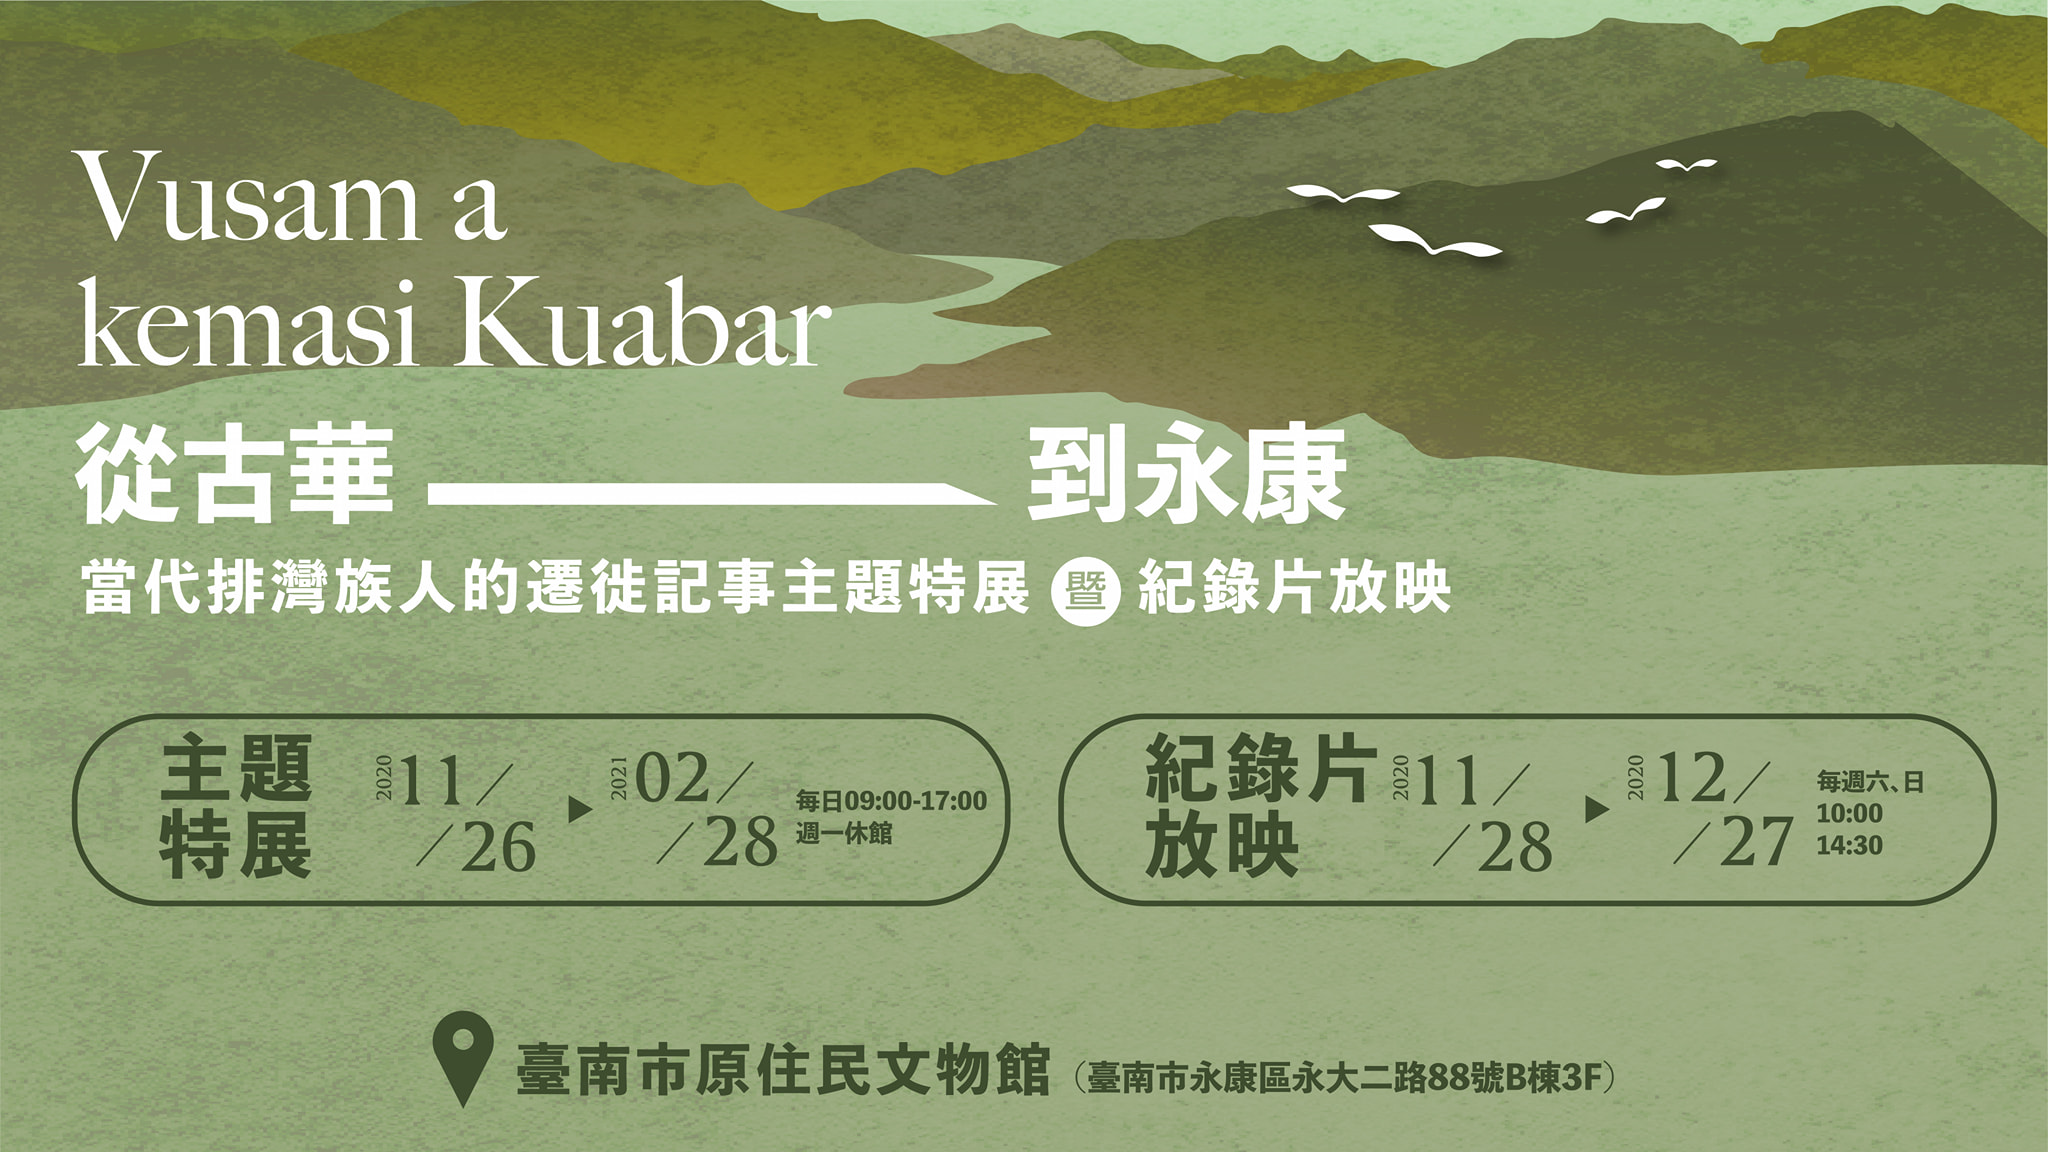 Vusam a
kemasi Kuabar
從古華 到永康
當代排灣族人的遷徙記事主題特展 暨 紀錄片放映
主題
特展
2020 11/
/26
2021 02/
/28
每日09:00-17:00
週一休館
紀錄片
放映
2020 11/
/28
2020 12/
/27
每週六、日
10:00
14:30
臺南市原住民文物館（臺南市永康區永大二路88號B棟3F）